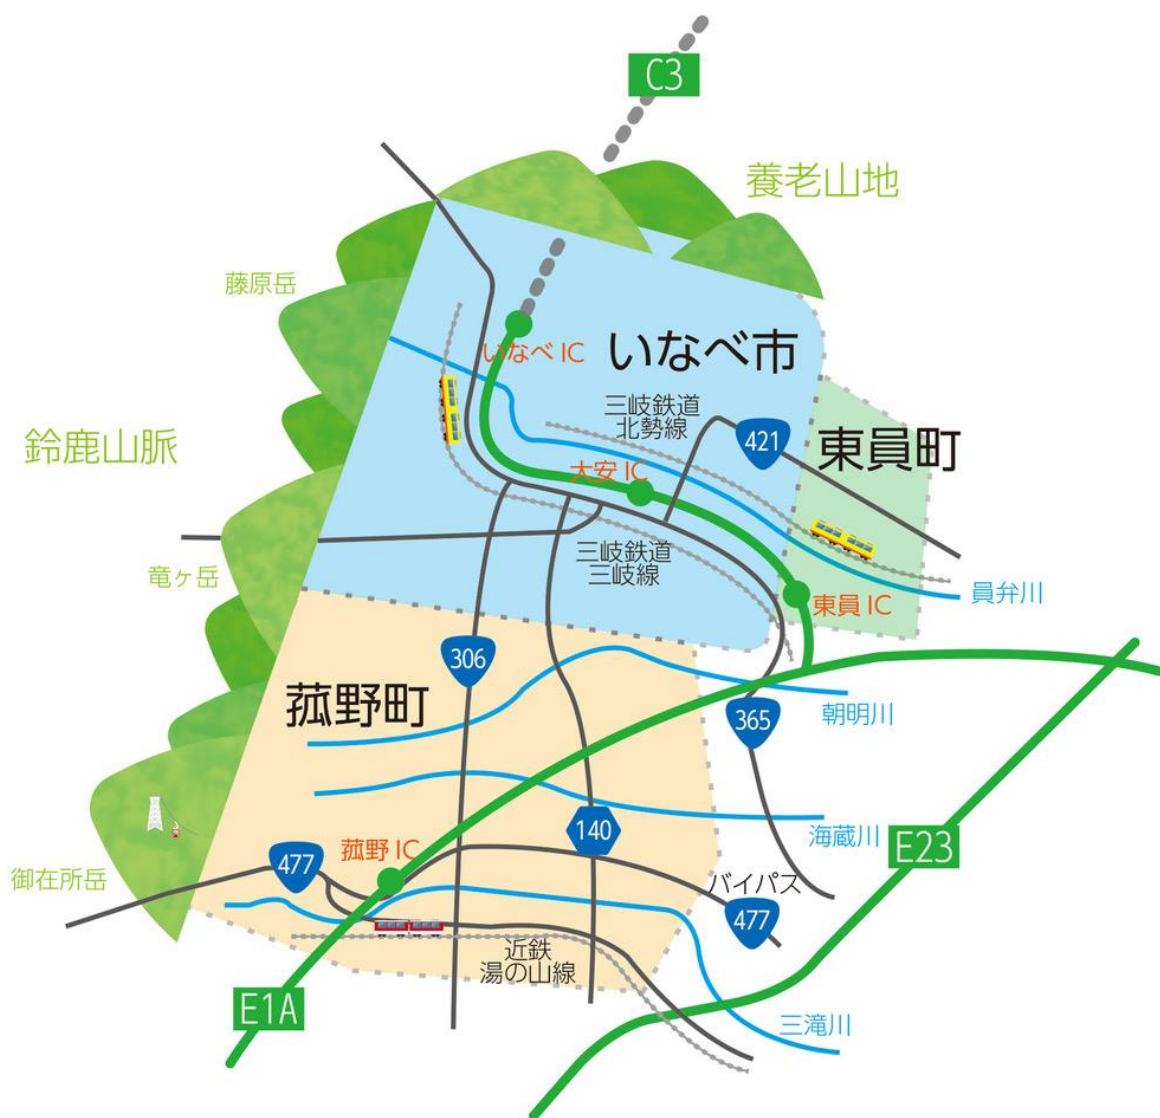 C3
養老山地
藤原岳
いなべ IC
いなべ市
三岐鉄道
北勢線
421
東員町
鈴鹿山脈
大安 IC
三岐鉄道
三岐線
竜ヶ岳
員弁川
東員 IC
306
菰野町
朝明川
365
140
海蔵川
E23
菰野 IC
477
御在所岳
バイパス
477
近鉄
湯の山線
E1A
三滝川